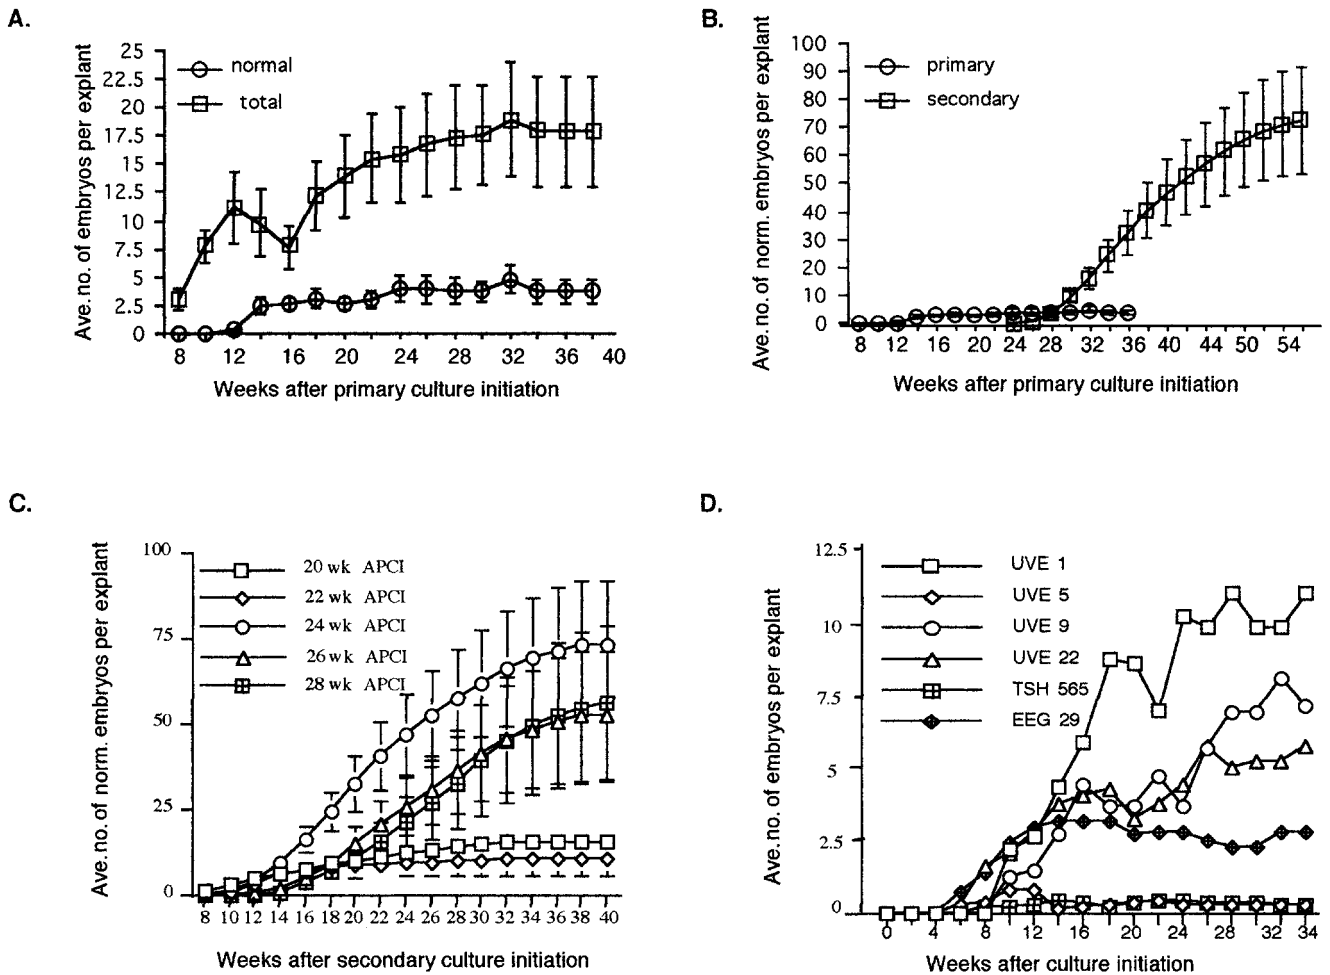 A.
Ave. no. of embryos per explant
25
22.5
20
17.5
15
12.5
10
7.5
5
2.5
0
normal
total
8 12 16 20 24 28 32 36 40
Weeks after primary culture initiation
B.
Ave. no. of norm. embryos per explant
100
90
80
70
60
50
40
30
20
10
0
primary
secondary
8 12 16 20 24 28 32 36 40 44 50 54
Weeks after primary culture initiation
C.
Ave. no. of norm. embryos per explant
100
75
50
25
0
20 wk APCI
22 wk APCI
24 wk APCI
26 wk APCI
28 wk APCI
8 10 12 14 16 18 20 22 24 26 28 30 32 34 36 38 40
Weeks after secondary culture initiation
D.
Ave. no. of embryos per explant
12.5
10
7.5
5
2.5
0
UVE 1
UVE 5
UVE 9
UVE 22
TSH 565
EEG 29
0 4 8 12 16 20 24 28 32 34
Weeks after culture initiation